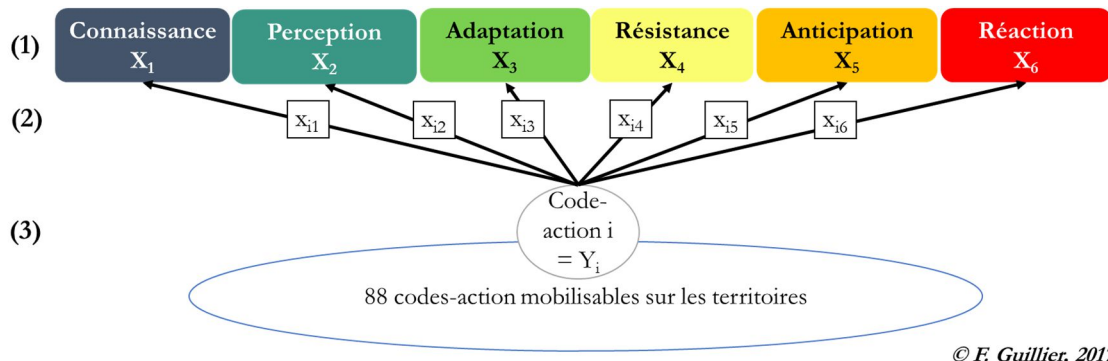 (1)
Connaissance
X₁
Perception
X₂
Adaptation
X₃
Résistance
X₄
Anticipation
X₅
Réaction
X₆
(2)
xᵢ₁
xᵢ₂
xᵢ₃
xᵢ₄
xᵢ₅
xᵢ₆
(3)
Code-
action i
= Yᵢ
88 codes-action mobilisables sur les territoires
© F. Guillier, 201